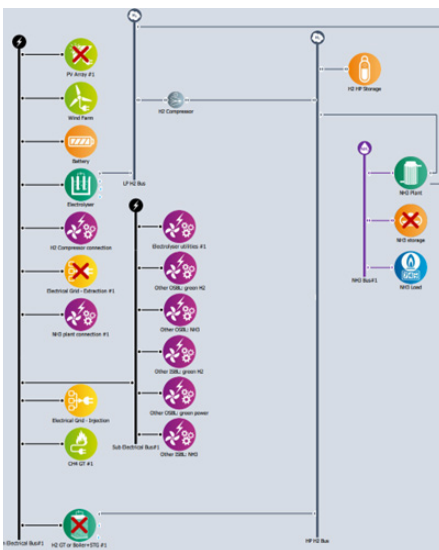 PV Array #1
Wind Farm
Battery
Electrolyser
H2 Compressor connection
Electrical Grid - Extraction #1
NH3 plant connection #1
Electrical Grid - Injection
CH4 GT #1
H2 GT or Boiler+STG #1
Electrical Bus#1
LP H2 Bus
H2 Compressor
Electrolyser utilities #1
Other OSBL: green H2
Other OSBL: NH3
Other ISBL: green H2
Other OSBL: green power
Other ISBL: NH3
Sub Electrical Bus#1
H2 HP Storage
NH3 Plant
NH3 storage
NH3 used
NH3 Bus#1
HP H2 Bus